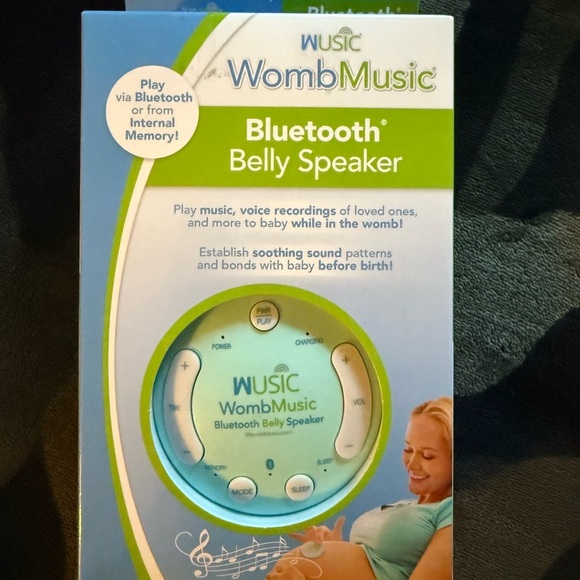 Bluetooth®
WUSIC
WombMusic®
Play
via Bluetooth
or from
Internal
Memory!
Bluetooth®
Belly Speaker
Play music, voice recordings of loved ones,
and more to baby while in the womb!
Establish soothing sound patterns
and bonds with baby before birth!
PWR
PLAY
POWER
CHARGING
+
+
WUSIC
WombMusic
Bluetooth Belly Speaker
TRK
VOL
-
-
MEMORY
SLEEP
MODE
SLEEP